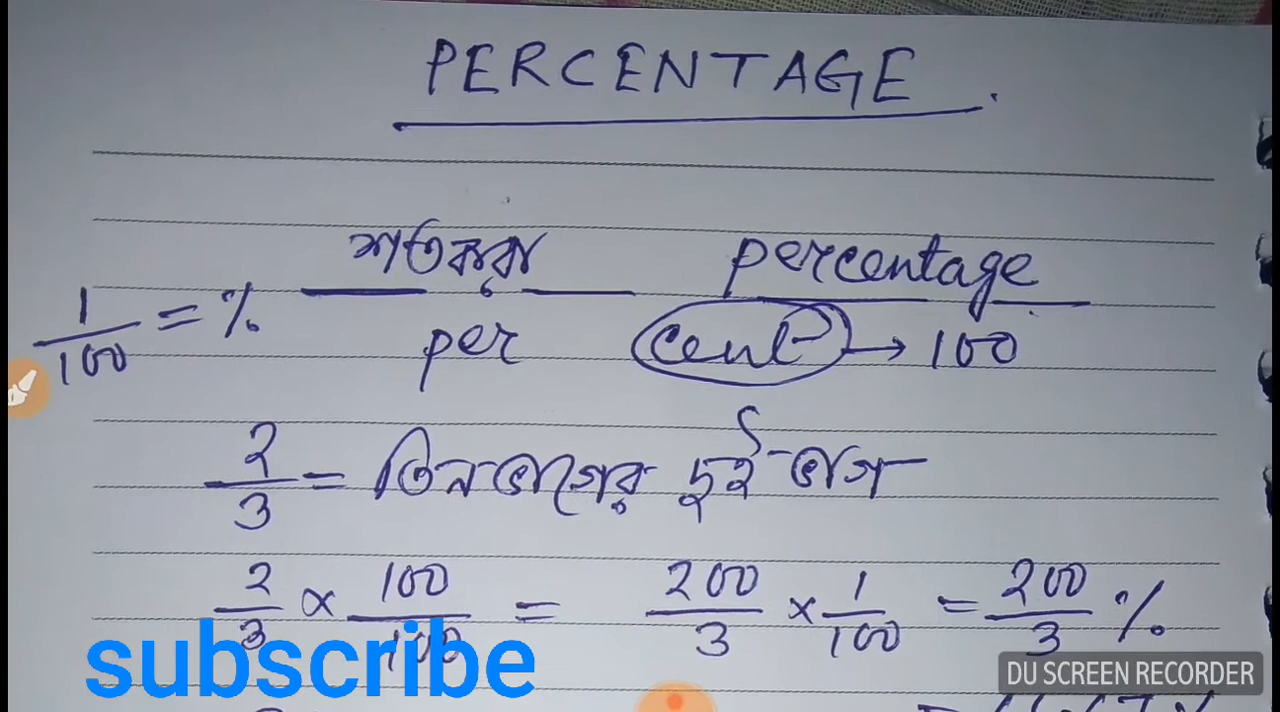 PERCENTAGE.
শতকরা percentage
1/100 = %
per cent → 100
2/3 = তিনভাগের দুই ভাগ
2/3 × 100/100 = 200/3 × 1/100 = 200/3 %
subscribe
DU SCREEN RECORDER